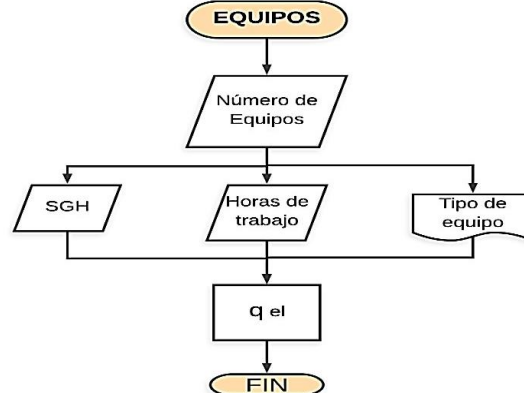 EQUIPOS
Número de
Equipos
SGH
Horas de
trabajo
Tipo de
equipo
q el
FIN